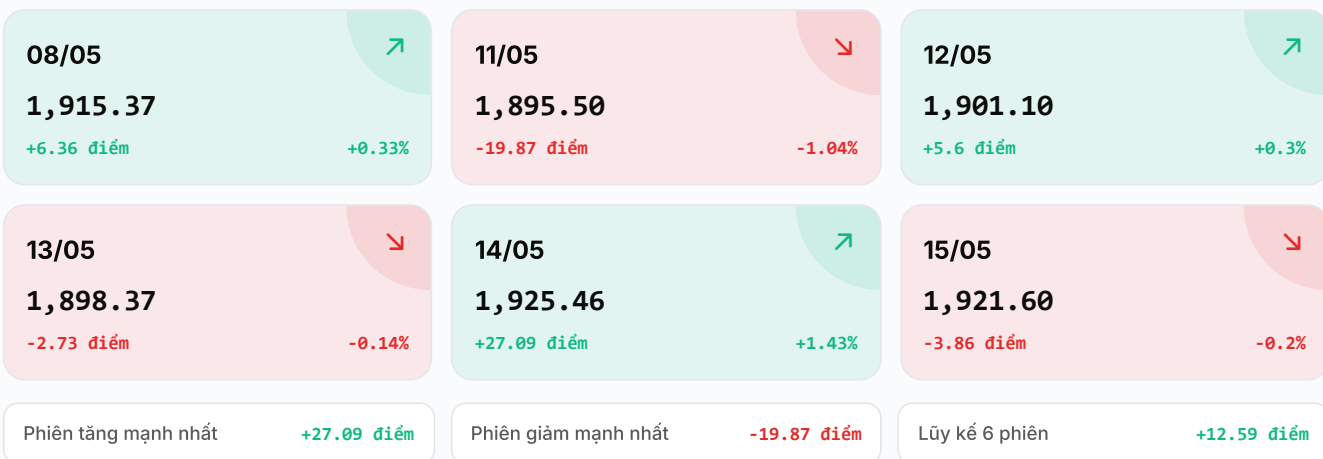 08/05
1,915.37
+6.36 điểm +0.33%
11/05
1,895.50
-19.87 điểm -1.04%
12/05
1,901.10
+5.6 điểm +0.3%
13/05
1,898.37
-2.73 điểm -0.14%
14/05
1,925.46
+27.09 điểm +1.43%
15/05
1,921.60
-3.86 điểm -0.2%
Phiên tăng mạnh nhất +27.09 điểm
Phiên giảm mạnh nhất -19.87 điểm
Lũy kế 6 phiên +12.59 điểm